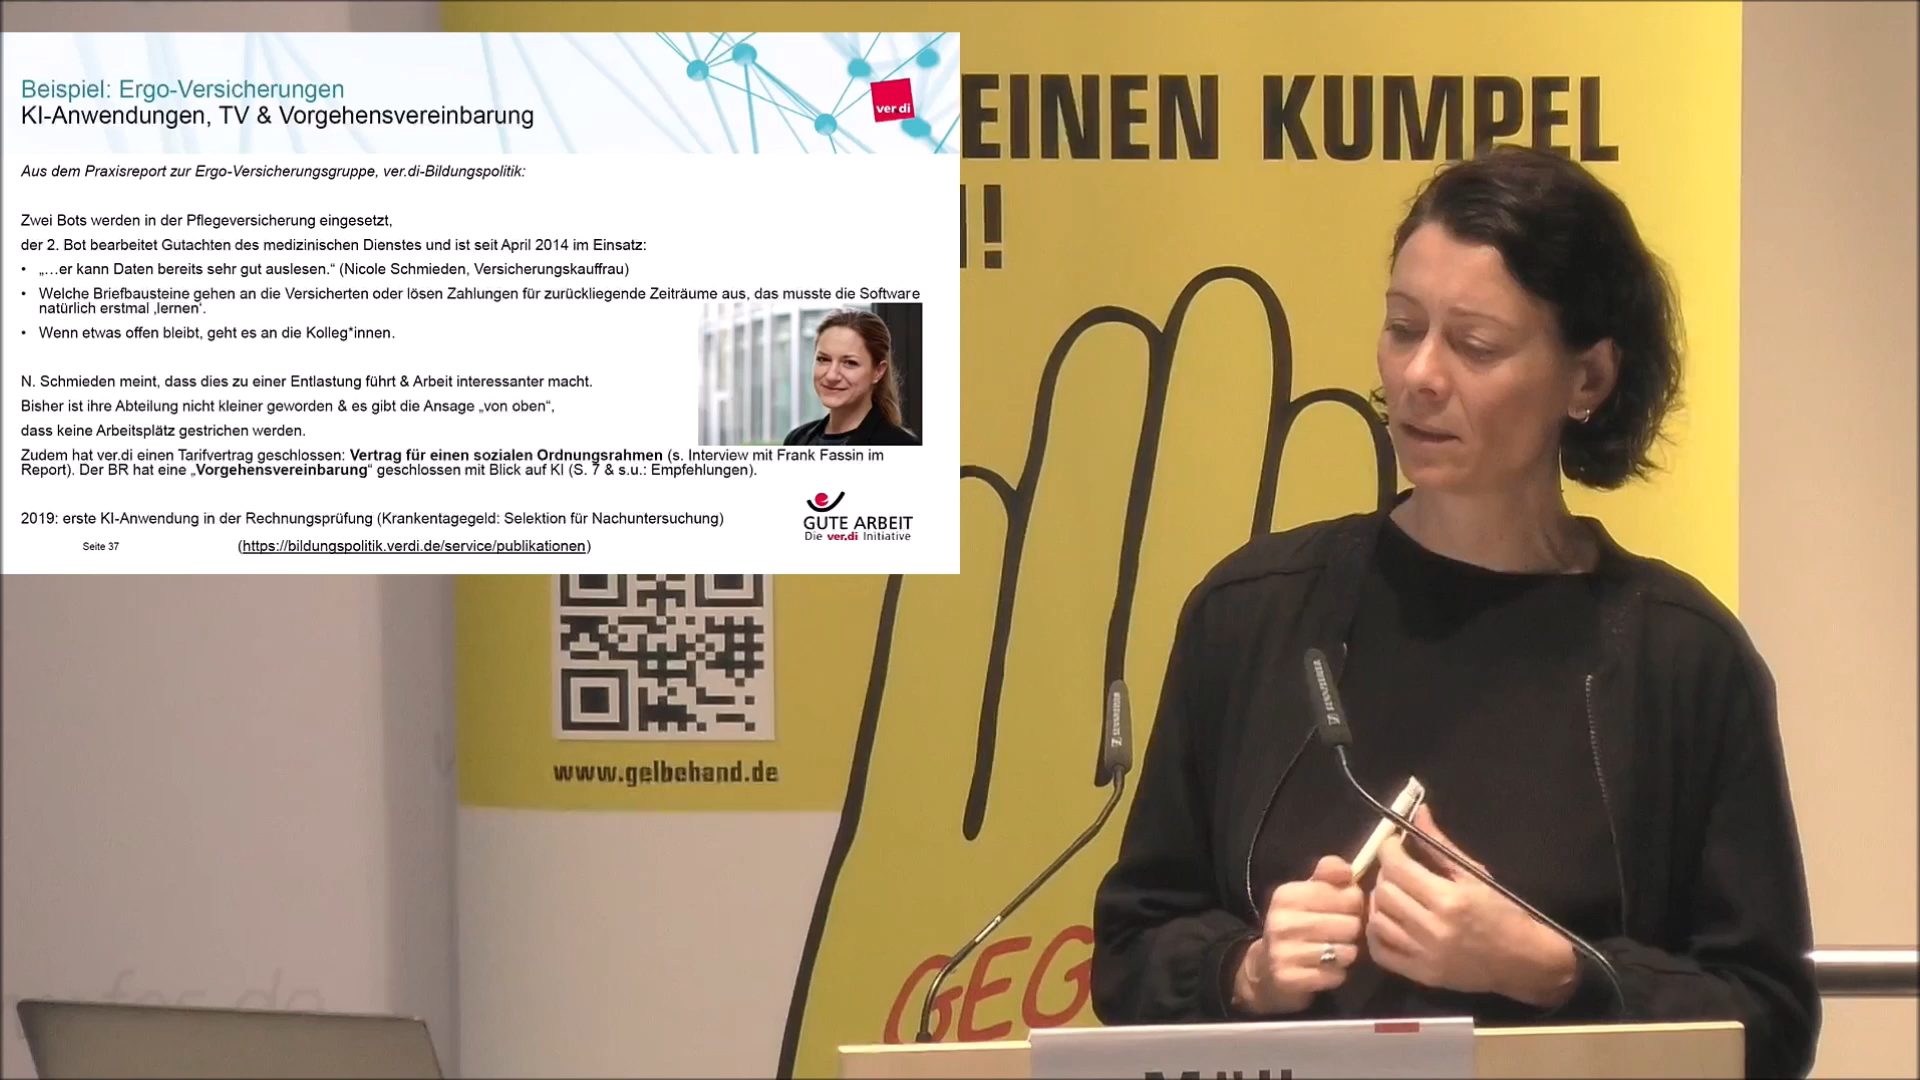 Beispiel: Ergo-Versicherungen
KI-Anwendungen, TV & Vorgehensvereinbarung
ver di
Aus dem Praxisreport zur Ergo-Versicherungsgruppe, ver.di-Bildungspolitik:
Zwei Bots werden in der Pflegeversicherung eingesetzt,
der 2. Bot bearbeitet Gutachten des medizinischen Dienstes und ist seit April 2014 im Einsatz:
• „…er kann Daten bereits sehr gut auslesen.“ (Nicole Schmieden, Versicherungskauffrau)
• Welche Briefbausteine gehen an die Versicherten oder lösen Zahlungen für zurückliegende Zeiträume aus, das musste die Software
natürlich erstmal ‚lernen‘.
• Wenn etwas offen bleibt, geht es an die Kolleg*innen.
N. Schmieden meint, dass dies zu einer Entlastung führt & Arbeit interessanter macht.
Bisher ist ihre Abteilung nicht kleiner geworden & es gibt die Ansage „von oben“,
dass keine Arbeitsplätz gestrichen werden.
Zudem hat ver.di einen Tarifvertrag geschlossen: Vertrag für einen sozialen Ordnungsrahmen (s. Interview mit Frank Fassin im
Report). Der BR hat eine „Vorgehensvereinbarung“ geschlossen mit Blick auf KI (S. 7 & s.u.: Empfehlungen).
2019: erste KI-Anwendung in der Rechnungsprüfung (Krankentagegeld: Selektion für Nachuntersuchung)
GUTE ARBEIT
Die ver.di Initiative
Seite 37
(https://bildungspolitik.verdi.de/service/publikationen)
EINEN KUMPEL
!
www.gelbehand.de
GEG
SENNHEISER
SENNHEISER